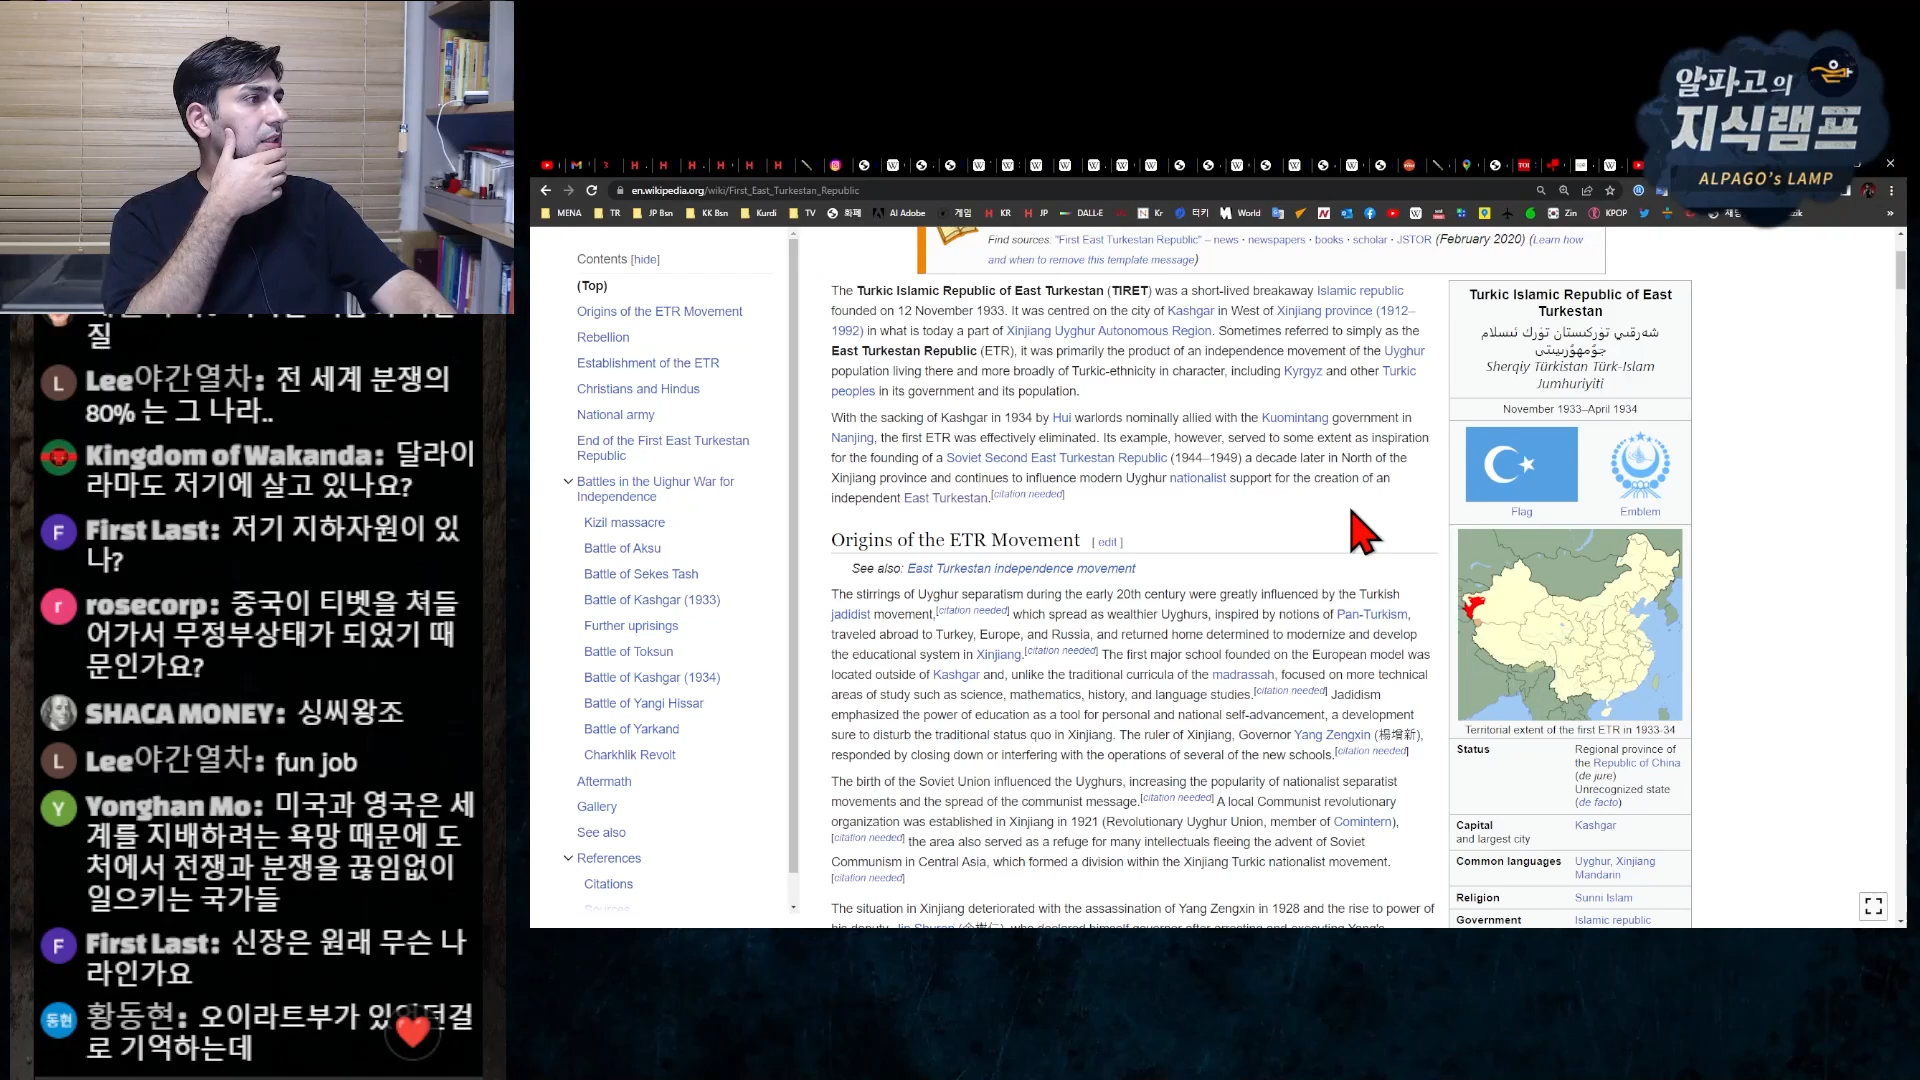 질
Lee야간열차: 전 세계 분쟁의
80% 는 그 나라..
Kingdom of Wakanda: 달라이
라마도 저기에 살고 있나요?
First Last: 저기 지하자원이 있
나?
rosecorp: 중국이 티벳을 쳐들
어가서 무정부상태가 되었기 때
문인가요?
SHACA MONEY: 싱씨왕조
Lee야간열차: fun job
Yonghan Mo: 미국과 영국은 세
계를 지배하려는 욕망 때문에 도
처에서 전쟁과 분쟁을 끊임없이
일으키는 국가들
First Last: 신장은 원래 무슨 나
라인가요
동현 황동현: 오이라트부가 있었던걸
로 기억하는데
알파고의
지식램프
ALPAGO's LAMP
en.wikipedia.org/wiki/First_East_Turkestan_Republic
MENA TR JP Bsn KK Bsn Kurdi TV 화폐 AI Adobe 게임 KR JP DALL·E Kr 터키 World Zin KPOP
Contents [hide]
(Top)
Origins of the ETR Movement
Rebellion
Establishment of the ETR
Christians and Hindus
National army
End of the First East Turkestan
Republic
Battles in the Uighur War for
Independence
Kizil massacre
Battle of Aksu
Battle of Sekes Tash
Battle of Kashgar (1933)
Further uprisings
Battle of Toksun
Battle of Kashgar (1934)
Battle of Yangi Hissar
Battle of Yarkand
Charkhlik Revolt
Aftermath
Gallery
See also
References
Citations
Sources
Find sources: "First East Turkestan Republic" – news · newspapers · books · scholar · JSTOR (February 2020) (Learn how
and when to remove this template message)
The Turkic Islamic Republic of East Turkestan (TIRET) was a short-lived breakaway Islamic republic
founded on 12 November 1933. It was centred on the city of Kashgar in West of Xinjiang province (1912–
1992) in what is today a part of Xinjiang Uyghur Autonomous Region. Sometimes referred to simply as the
East Turkestan Republic (ETR), it was primarily the product of an independence movement of the Uyghur
population living there and more broadly of Turkic-ethnicity in character, including Kyrgyz and other Turkic
peoples in its government and its population.
With the sacking of Kashgar in 1934 by Hui warlords nominally allied with the Kuomintang government in
Nanjing, the first ETR was effectively eliminated. Its example, however, served to some extent as inspiration
for the founding of a Soviet Second East Turkestan Republic (1944–1949) a decade later in North of the
Xinjiang province and continues to influence modern Uyghur nationalist support for the creation of an
independent East Turkestan.[citation needed]
Origins of the ETR Movement [ edit ]
See also: East Turkestan independence movement
The stirrings of Uyghur separatism during the early 20th century were greatly influenced by the Turkish
jadidist movement,[citation needed] which spread as wealthier Uyghurs, inspired by notions of Pan-Turkism,
traveled abroad to Turkey, Europe, and Russia, and returned home determined to modernize and develop
the educational system in Xinjiang.[citation needed] The first major school founded on the European model was
located outside of Kashgar and, unlike the traditional curricula of the madrassah, focused on more technical
areas of study such as science, mathematics, history, and language studies.[citation needed] Jadidism
emphasized the power of education as a tool for personal and national self-advancement, a development
sure to disturb the traditional status quo in Xinjiang. The ruler of Xinjiang, Governor Yang Zengxin (楊增新),
responded by closing down or interfering with the operations of several of the new schools.[citation needed]
The birth of the Soviet Union influenced the Uyghurs, increasing the popularity of nationalist separatist
movements and the spread of the communist message.[citation needed] A local Communist revolutionary
organization was established in Xinjiang in 1921 (Revolutionary Uyghur Union, member of Comintern),
[citation needed] the area also served as a refuge for many intellectuals fleeing the advent of Soviet
Communism in Central Asia, which formed a division within the Xinjiang Turkic nationalist movement.
[citation needed]
The situation in Xinjiang deteriorated with the assassination of Yang Zengxin in 1928 and the rise to power of
Turkic Islamic Republic of East
Turkestan
شەرقىي تۈركىستان تۈرك ئىسلام
جۇمھۇرىيىتى
Sherqiy Türkistan Türk-Islam
Jumhuriyiti
November 1933–April 1934
Flag Emblem
Territorial extent of the first ETR in 1933-34
Status Regional province of
the Republic of China
(de jure)
Unrecognized state
(de facto)
Capital Kashgar
and largest city
Common languages Uyghur, Xinjiang
Mandarin
Religion Sunni Islam
Government Islamic republic